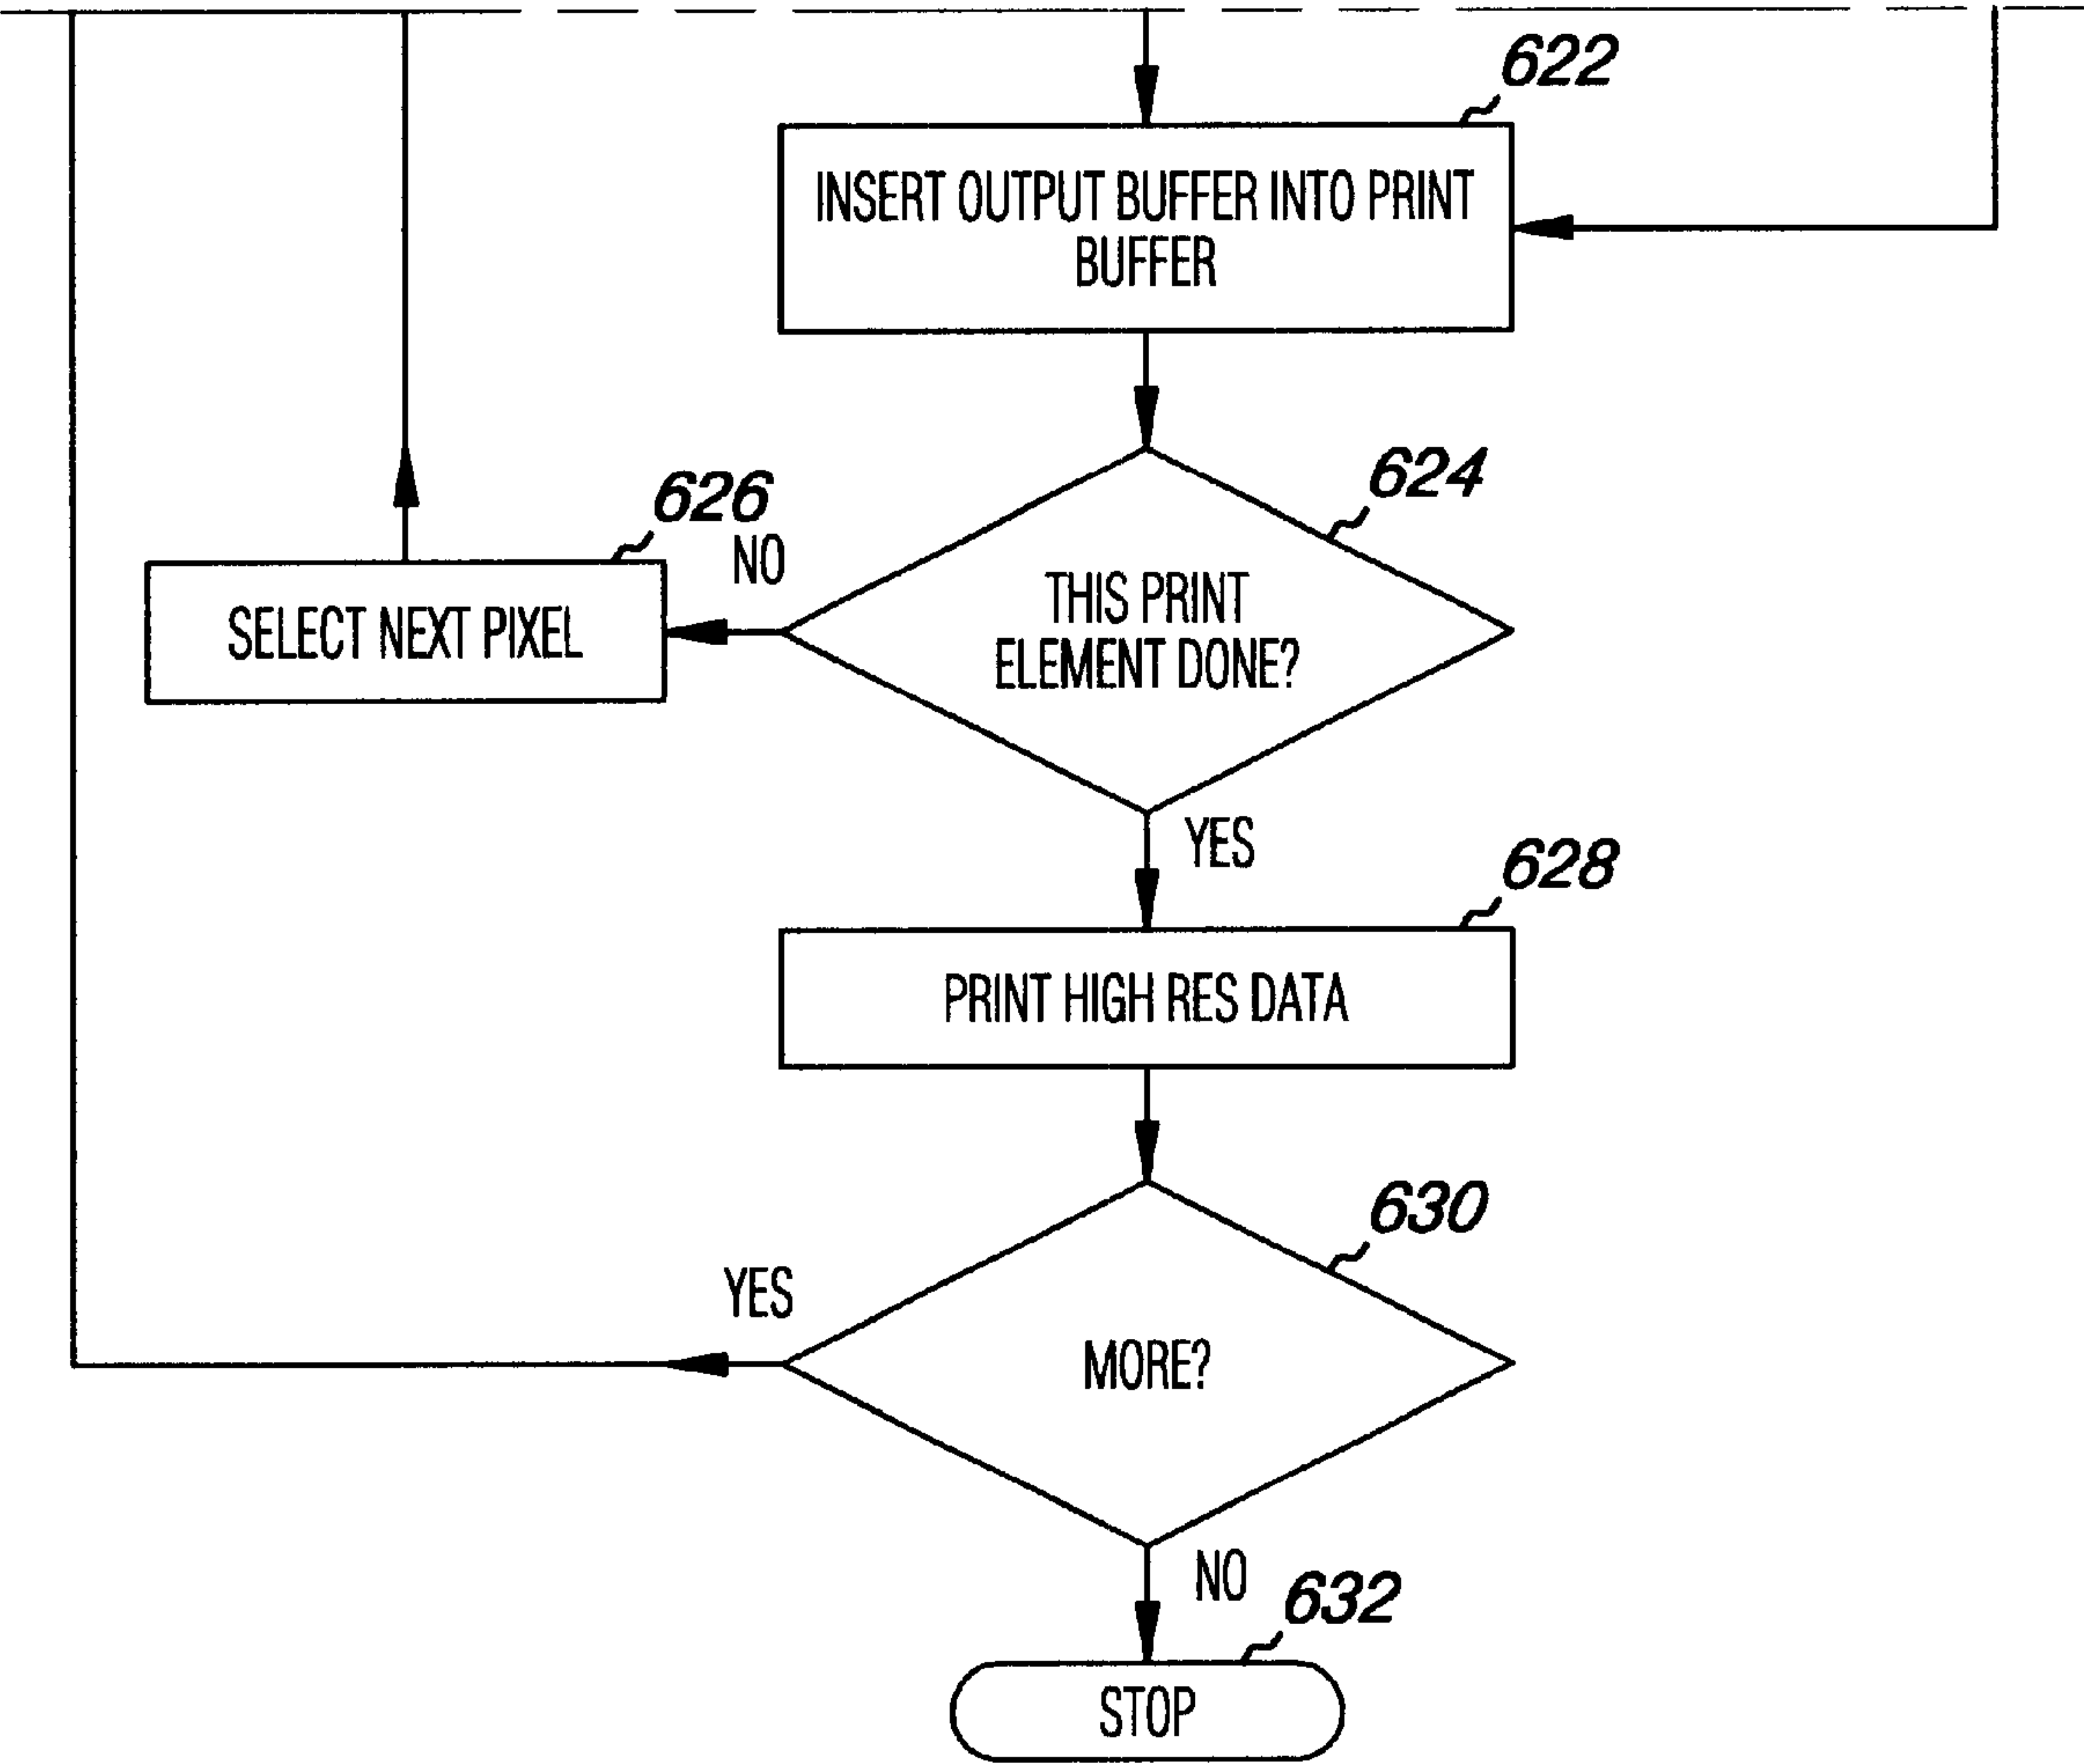 622
INSERT OUTPUT BUFFER INTO PRINT
BUFFER
624
626
NO
THIS PRINT
ELEMENT DONE?
SELECT NEXT PIXEL
YES
628
PRINT HIGH RES DATA
630
YES
MORE?
NO
632
STOP